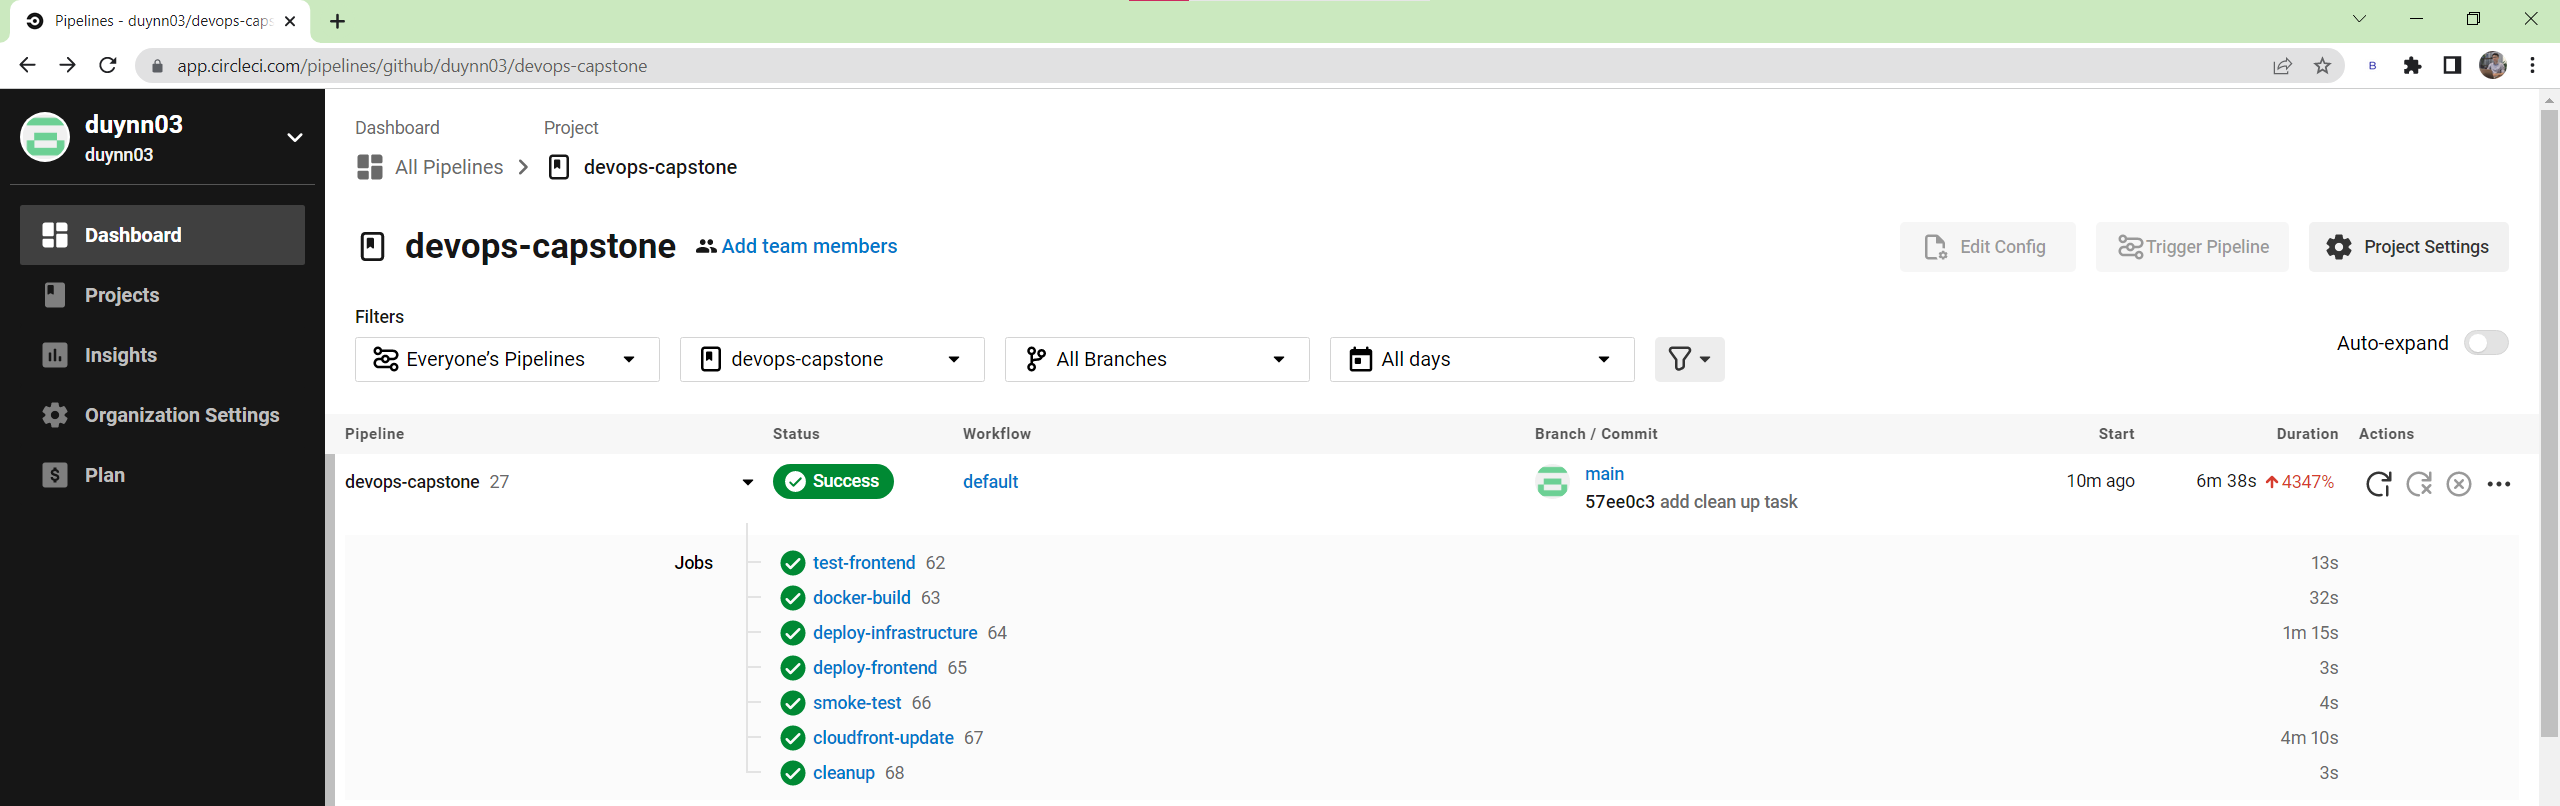 Pipelines - duynn03/devops-caps
app.circleci.com/pipelines/github/duynn03/devops-capstone
B
duynn03
duynn03
Dashboard
Projects
Insights
Organization Settings
Plan
Dashboard Project
All Pipelines devops-capstone
devops-capstone Add team members Edit Config Trigger Pipeline Project Settings
Filters
Everyone’s Pipelines devops-capstone All Branches All days Auto-expand
Pipeline Status Workflow Branch / Commit Start Duration Actions
devops-capstone 27 Success default main 10m ago 6m 38s 4347%
57ee0c3 add clean up task
Jobs test-frontend 62 13s
docker-build 63 32s
deploy-infrastructure 64 1m 15s
deploy-frontend 65 3s
smoke-test 66 4s
cloudfront-update 67 4m 10s
cleanup 68 3s